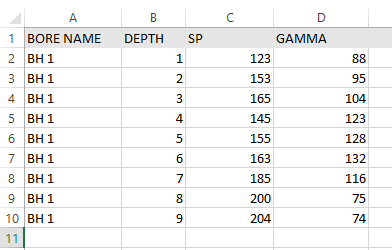 A B C D
1 BORE NAME DEPTH SP GAMMA
2 BH 1 1 123 88
3 BH 1 2 153 95
4 BH 1 3 165 104
5 BH 1 4 145 123
6 BH 1 5 155 128
7 BH 1 6 163 132
8 BH 1 7 185 116
9 BH 1 8 200 75
10 BH 1 9 204 74
11